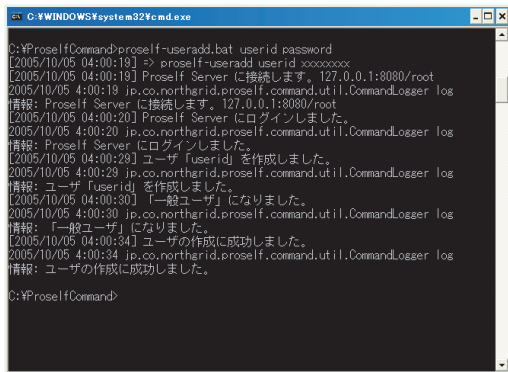 C:¥WINDOWS¥system32¥cmd.exe
C:¥ProselfCommand>proself-useradd.bat userid password
[2005/10/05 04:00:19] => proself-useradd userid xxxxxxxx
[2005/10/05 04:00:19] Proself Server に接続します。127.0.0.1:8080/root
2005/10/05 4:00:19 jp.co.northgrid.proself.command.util.CommandLogger log
情報: Proself Server に接続します。127.0.0.1:8080/root
[2005/10/05 04:00:20] Proself Server にログインしました。
2005/10/05 4:00:20 jp.co.northgrid.proself.command.util.CommandLogger log
情報: Proself Server にログインしました。
[2005/10/05 04:00:29] ユーザ「userid」を作成しました。
2005/10/05 4:00:29 jp.co.northgrid.proself.command.util.CommandLogger log
情報: ユーザ「userid」を作成しました。
[2005/10/05 04:00:30] 「一般ユーザ」になりました。
2005/10/05 4:00:30 jp.co.northgrid.proself.command.util.CommandLogger log
情報: 「一般ユーザ」になりました。
[2005/10/05 04:00:34] ユーザの作成に成功しました。
2005/10/05 4:00:34 jp.co.northgrid.proself.command.util.CommandLogger log
情報: ユーザの作成に成功しました。
C:¥ProselfCommand>